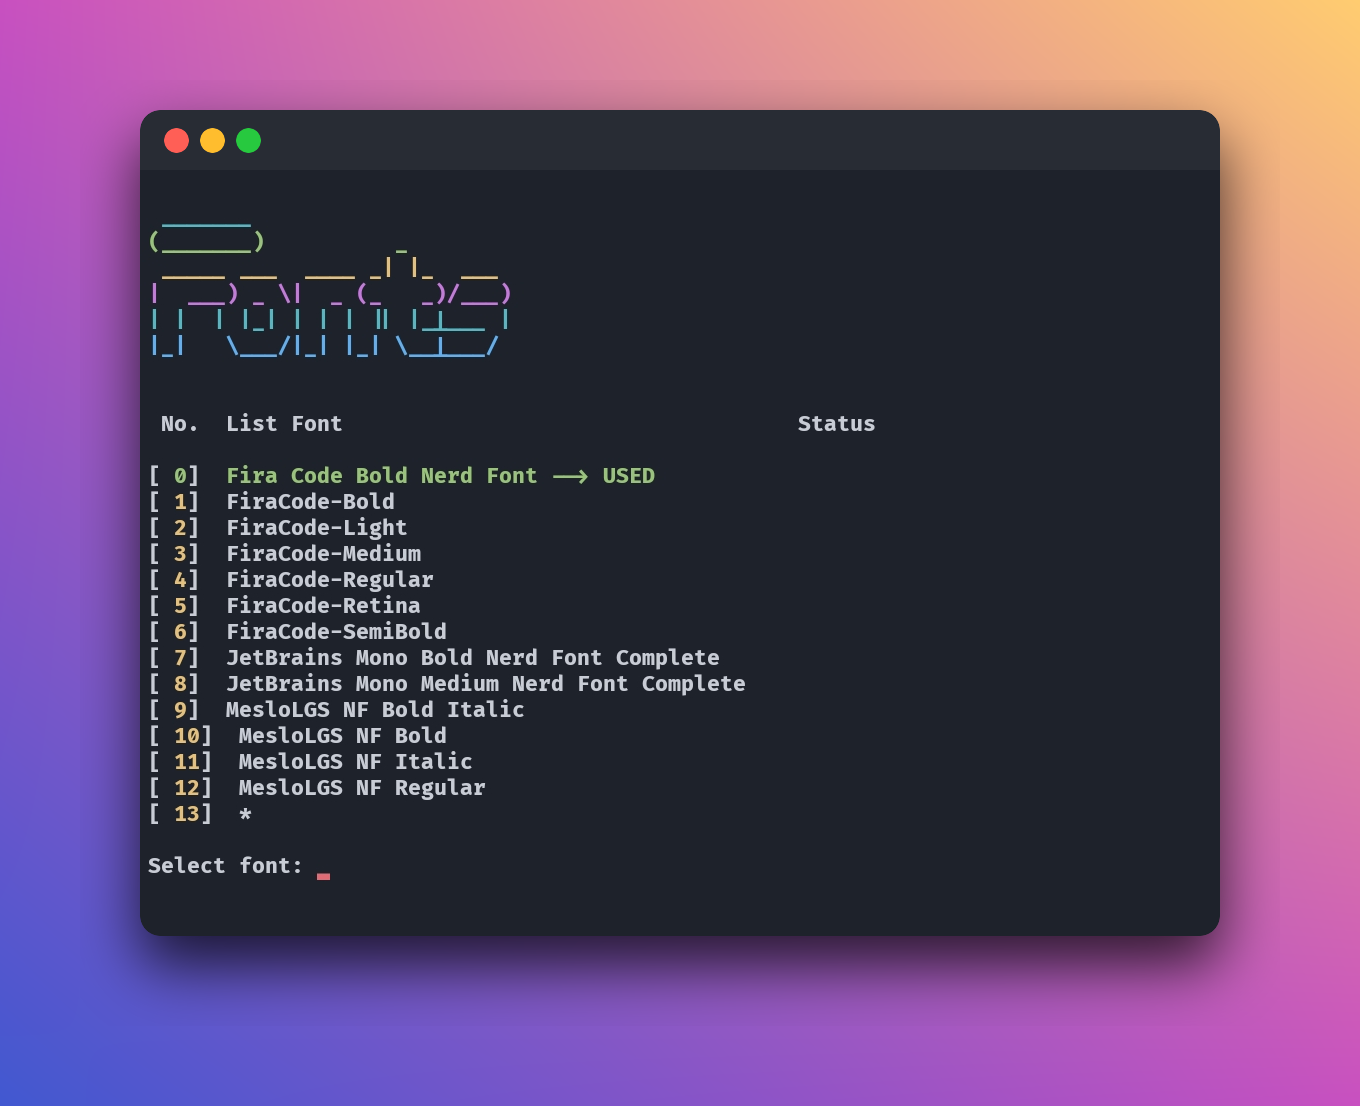 fonts
No. List Font Status
[ 0] Fira Code Bold Nerd Font --> USED
[ 1] FiraCode-Bold
[ 2] FiraCode-Light
[ 3] FiraCode-Medium
[ 4] FiraCode-Regular
[ 5] FiraCode-Retina
[ 6] FiraCode-SemiBold
[ 7] JetBrains Mono Bold Nerd Font Complete
[ 8] JetBrains Mono Medium Nerd Font Complete
[ 9] MesloLGS NF Bold Italic
[ 10] MesloLGS NF Bold
[ 11] MesloLGS NF Italic
[ 12] MesloLGS NF Regular
[ 13] *
Select font: _